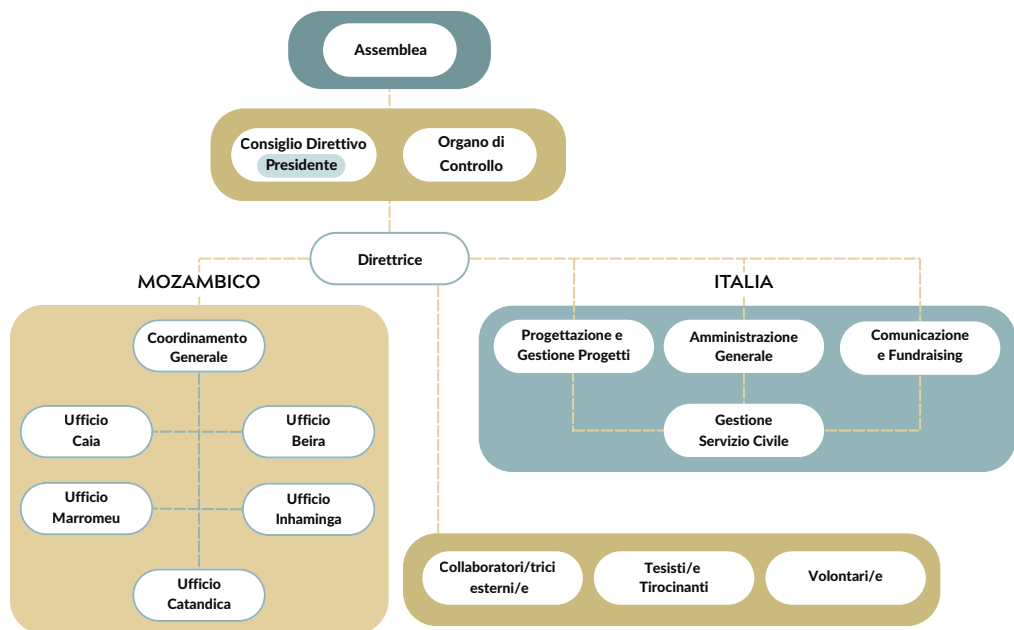 Assemblea
Consiglio Direttivo
Presidente
Organo di
Controllo
Direttrice
MOZAMBICO
ITALIA
Coordinamento
Generale
Ufficio
Caia
Ufficio
Beira
Ufficio
Marromeu
Ufficio
Inhaminga
Ufficio
Catandica
Progettazione e
Gestione Progetti
Amministrazione
Generale
Comunicazione
e Fundraising
Gestione
Servizio Civile
Collaboratori/trici
esterni/e
Tesisti/e
Tirocinanti
Volontari/e